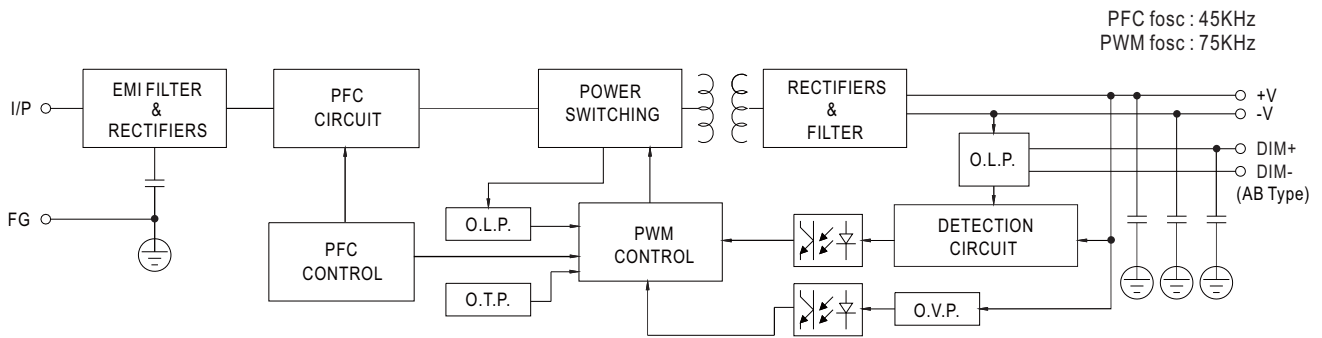 PFC fosc : 45KHz
PWM fosc : 75KHz
I/P
EMI FILTER
&
RECTIFIERS
PFC
CIRCUIT
POWER
SWITCHING
RECTIFIERS
&
FILTER
+V
-V
O.L.P.
DIM+
DIM-
(AB Type)
FG
O.L.P.
PFC
CONTROL
PWM
CONTROL
DETECTION
CIRCUIT
O.T.P.
O.V.P.